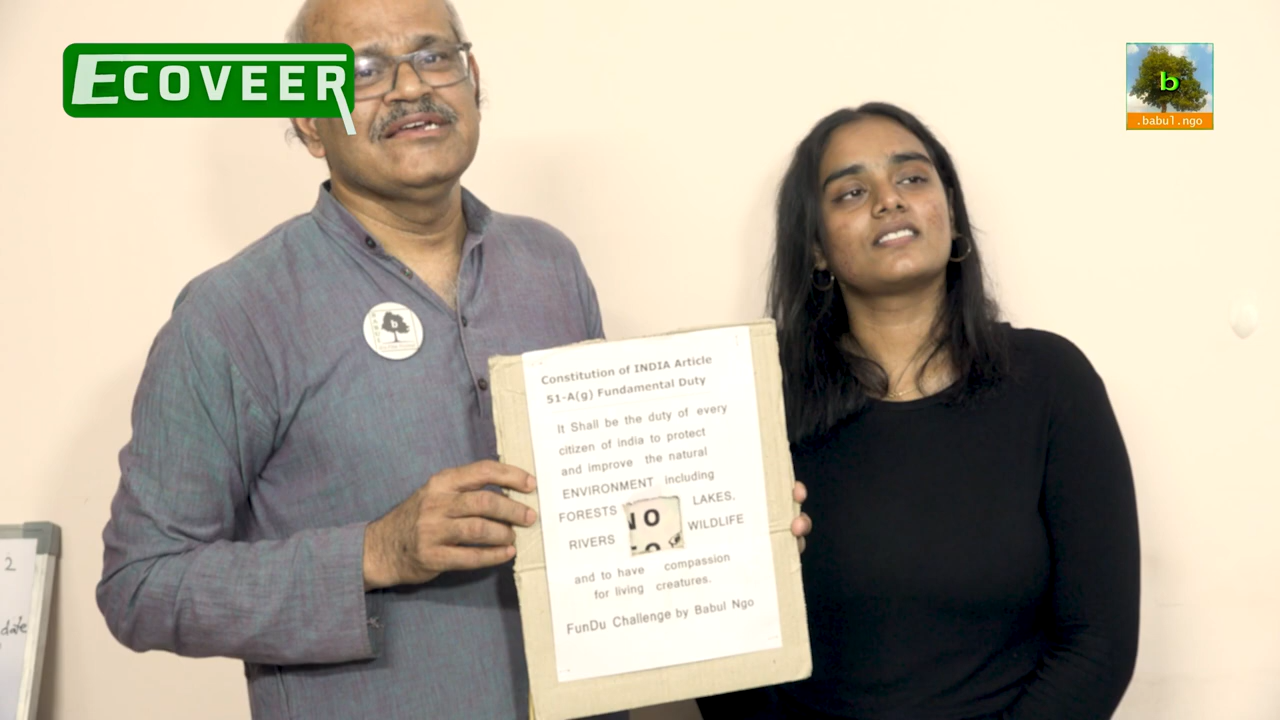 ECOVEER
b
.babul.ngo
b
Constitution of INDIA Article
51-A(g) Fundamental Duty
It Shall be the duty of every
citizen of india to protect
and improve the natural
ENVIRONMENT including
FORESTS LAKES,
NO
RIVERS WILDLIFE
and to have compassion
for living creatures.
FunDu Challenge by Babul Ngo
2
date